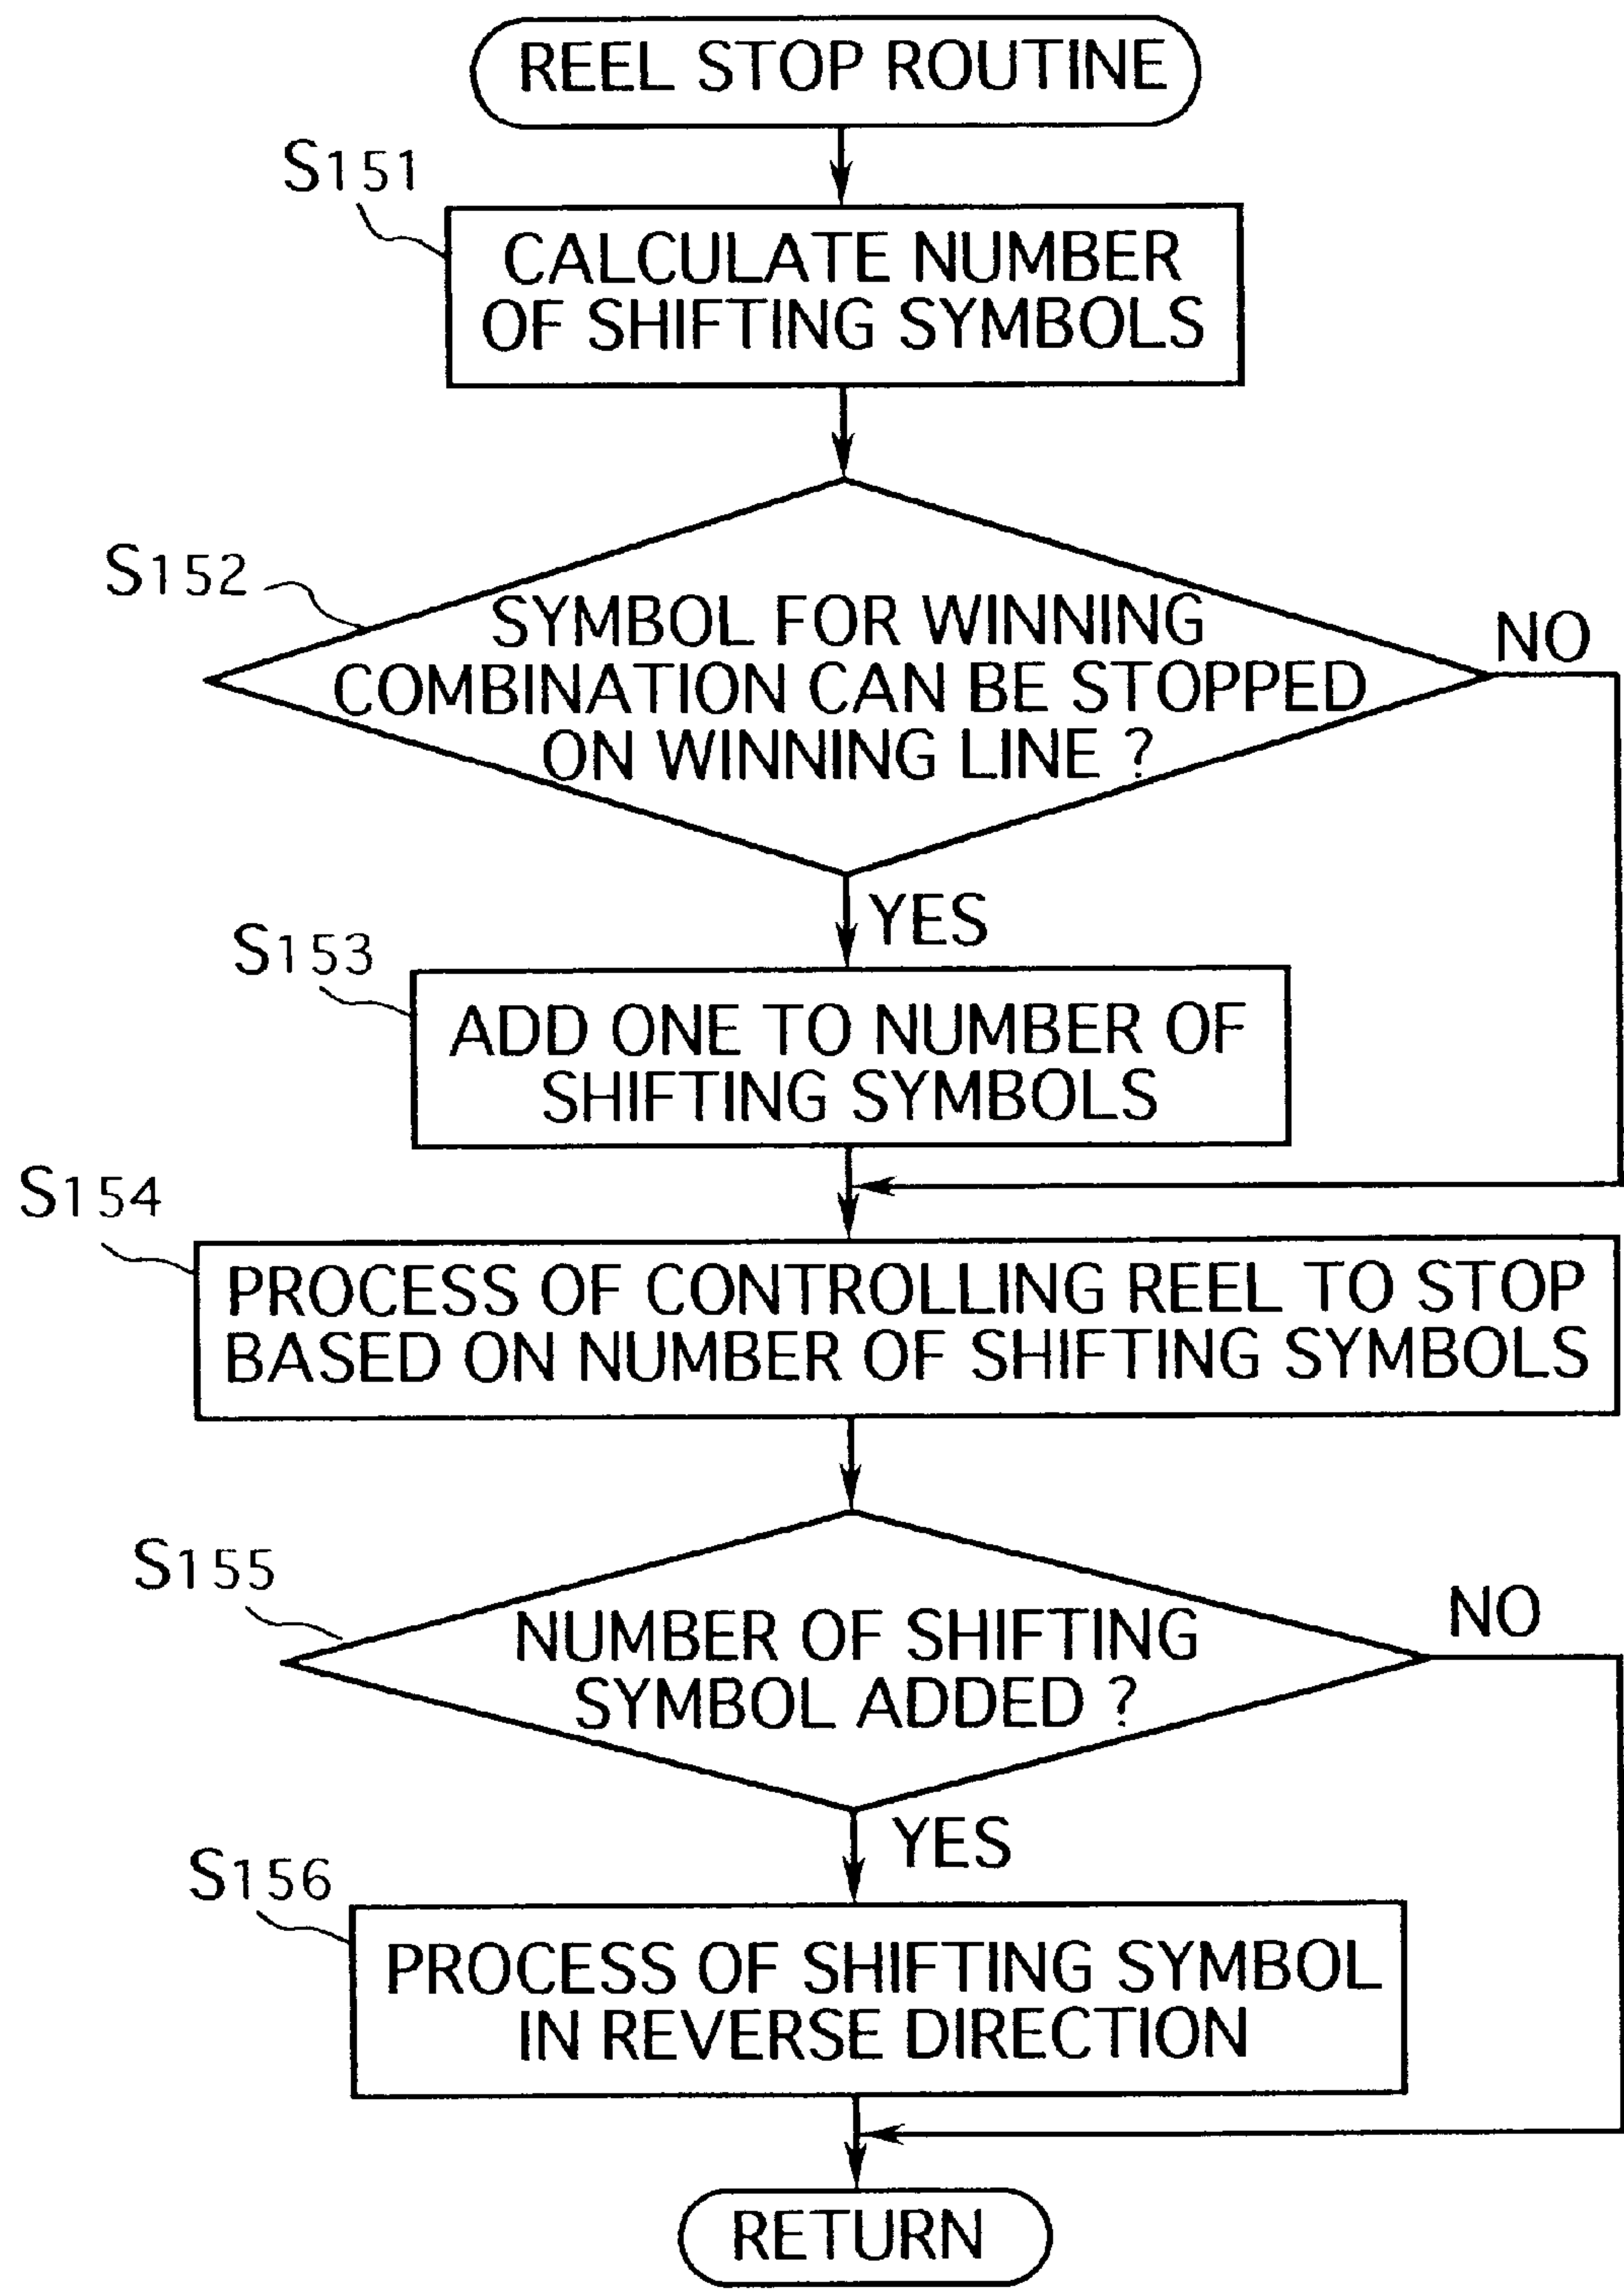 REEL STOP ROUTINE
S151
CALCULATE NUMBER
OF SHIFTING SYMBOLS
S152
SYMBOL FOR WINNING
COMBINATION CAN BE STOPPED
ON WINNING LINE ?
NO
YES
S153
ADD ONE TO NUMBER OF
SHIFTING SYMBOLS
S154
PROCESS OF CONTROLLING REEL TO STOP
BASED ON NUMBER OF SHIFTING SYMBOLS
S155
NUMBER OF SHIFTING
SYMBOL ADDED ?
NO
YES
S156
PROCESS OF SHIFTING SYMBOL
IN REVERSE DIRECTION
RETURN